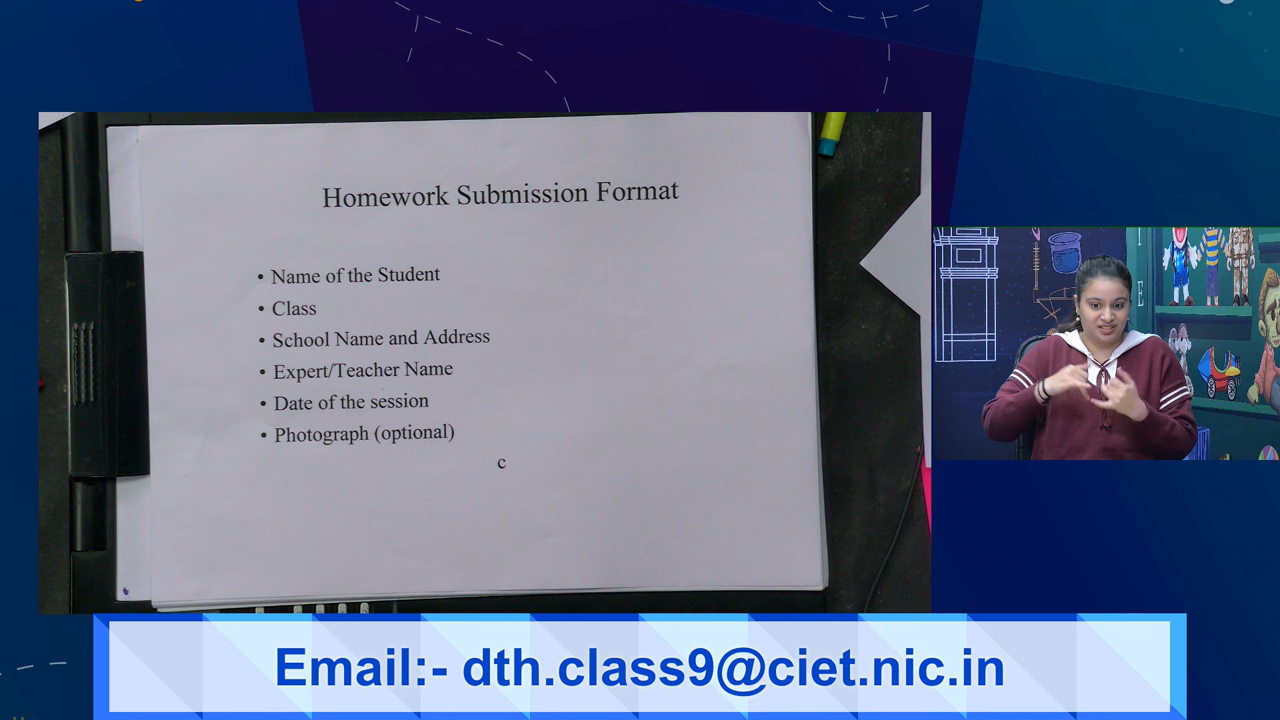 Homework Submission Format
• Name of the Student
• Class
• School Name and Address
• Expert/Teacher Name
• Date of the session
• Photograph (optional)
c
I
E
Email:- dth.class9@ciet.nic.in